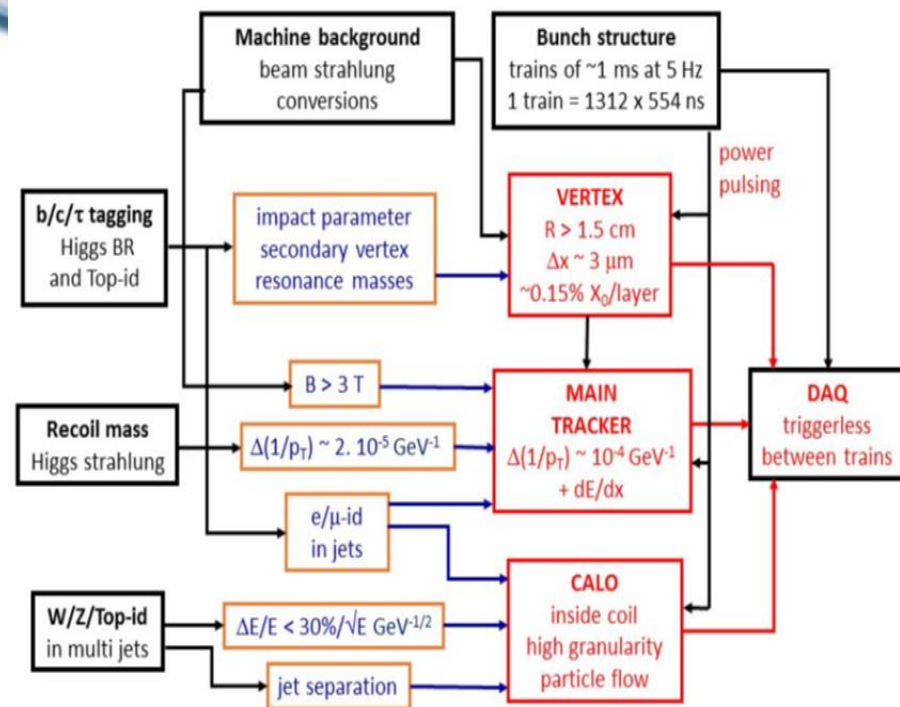 Machine background
beam strahlung
conversions
Bunch structure
trains of ~1 ms at 5 Hz
1 train = 1312 x 554 ns
power
pulsing
b/c/τ tagging
Higgs BR
and Top-id
impact parameter
secondary vertex
resonance masses
VERTEX
R > 1.5 cm
Δx ~ 3 μm
~0.15% X₀/layer
B > 3 T
MAIN
TRACKER
Δ(1/pT) ~ 10⁻⁴ GeV⁻¹
+ dE/dx
DAQ
triggerless
between trains
Recoil mass
Higgs strahlung
Δ(1/pT) ~ 2. 10⁻⁵ GeV⁻¹
e/μ-id
in jets
CALO
inside coil
high granularity
particle flow
W/Z/Top-id
in multi jets
ΔE/E < 30%/√E GeV⁻¹/²
jet separation